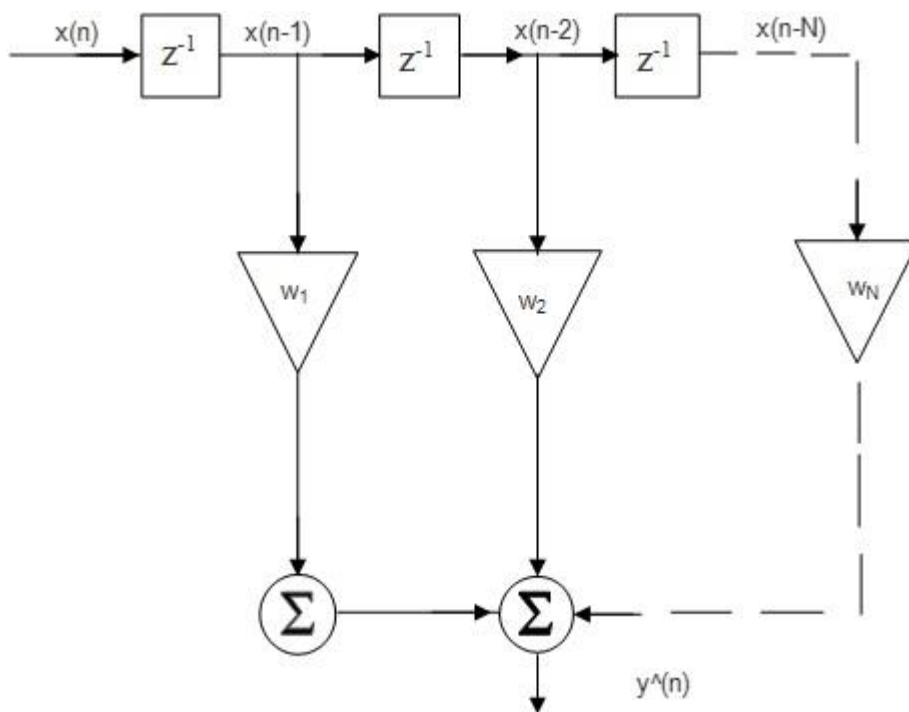 x(n)
x(n-1)
x(n-2)
x(n-N)
z⁻¹
z⁻¹
z⁻¹
w₁
w₂
w_N
Σ
Σ
y^(n)